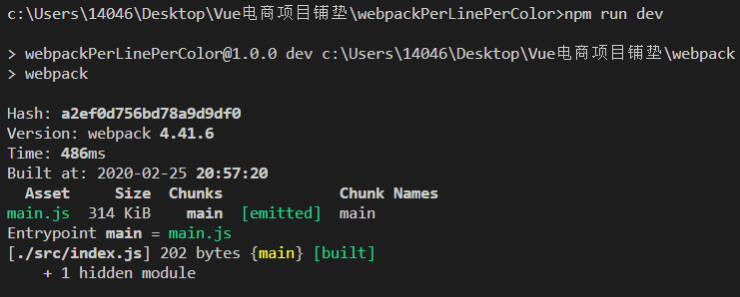 c:\Users\14046\Desktop\Vue电商项目铺垫\webpackPerLinePerColor>npm run dev
> webpackPerLinePerColor@1.0.0 dev c:\Users\14046\Desktop\Vue电商项目铺垫\webpack
> webpack
Hash: a2ef0d756bd78a9d9df0
Version: webpack 4.41.6
Time: 486ms
Built at: 2020-02-25 20:57:20
Asset Size Chunks Chunk Names
main.js 314 KiB main [emitted] main
Entrypoint main = main.js
[./src/index.js] 202 bytes {main} [built]
+ 1 hidden module